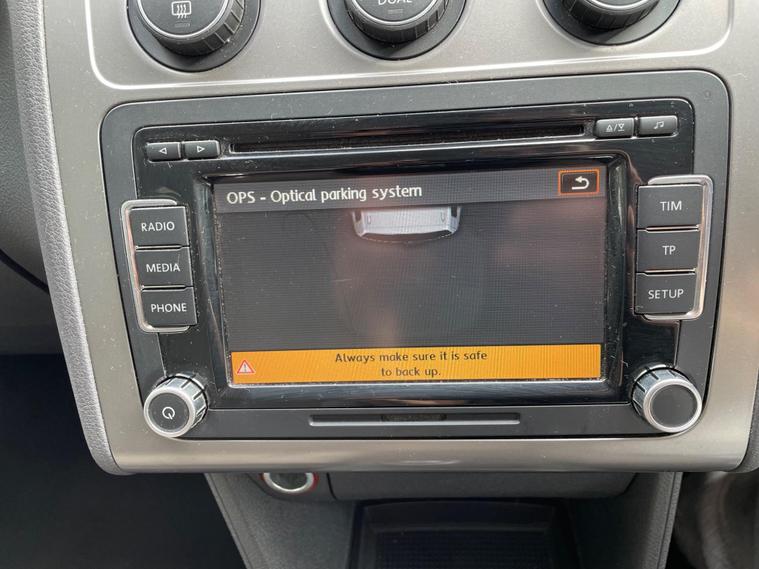 DUAL
OPS - Optical parking system
RADIO
MEDIA
PHONE
TIM
TP
SETUP
Always make sure it is safe
to back up.